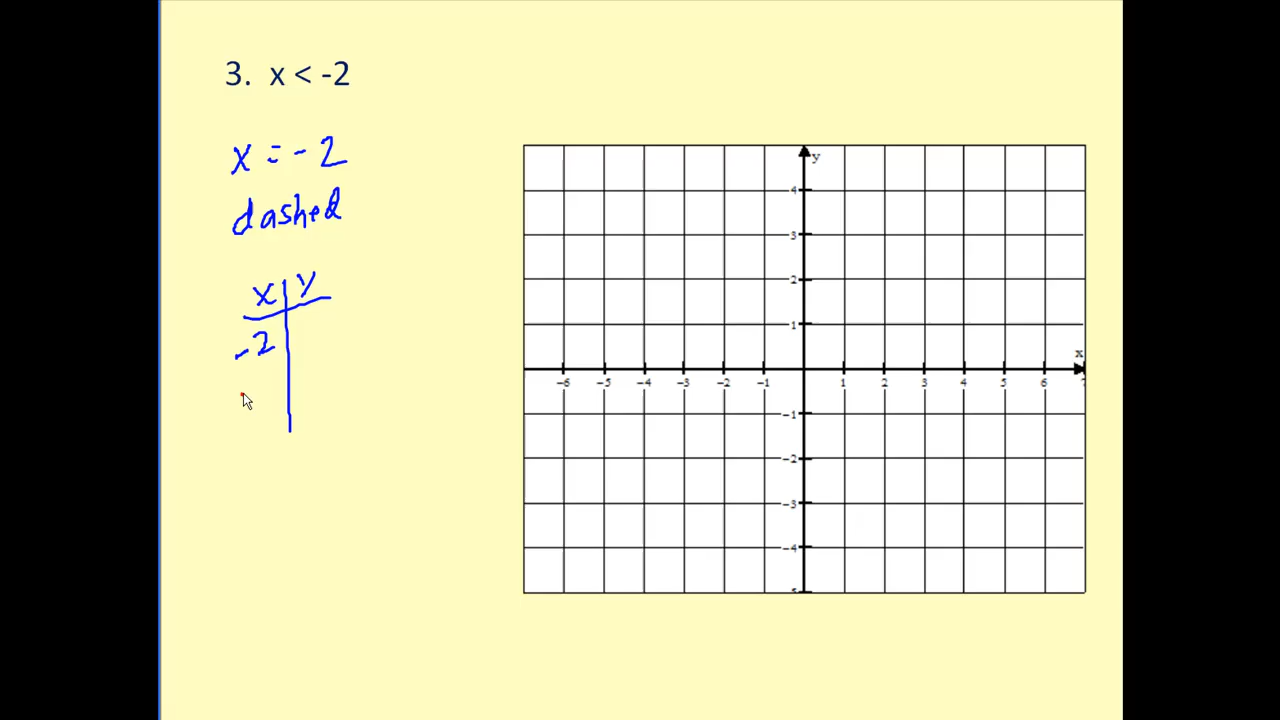 3. x < -2
x = - 2
dashed
x y
-2
y
4
3
2
1
x
-6 -5 -4 -3 -2 -1 1 2 3 4 5 6 7
-1
-2
-3
-4